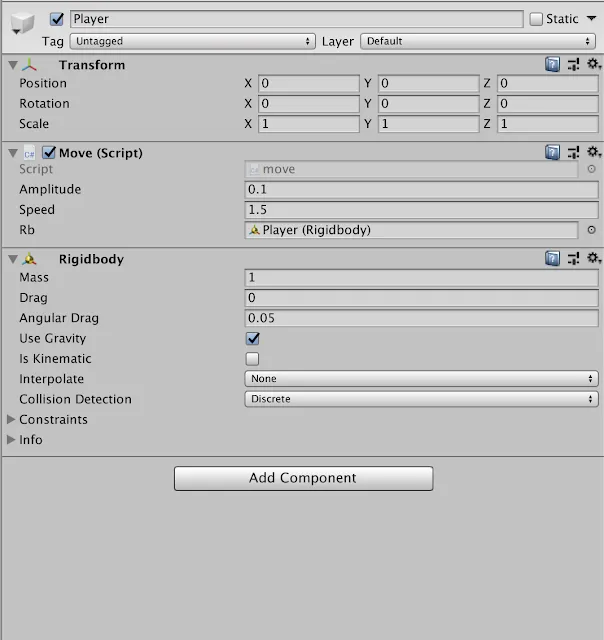 Player Static
Tag Untagged Layer Default
Transform
Position X 0 Y 0 Z 0
Rotation X 0 Y 0 Z 0
Scale X 1 Y 1 Z 1
C# Move (Script)
Script C# move
Amplitude 0.1
Speed 1.5
Rb Player (Rigidbody)
Rigidbody
Mass 1
Drag 0
Angular Drag 0.05
Use Gravity
Is Kinematic
Interpolate None
Collision Detection Discrete
Constraints
Info
Add Component